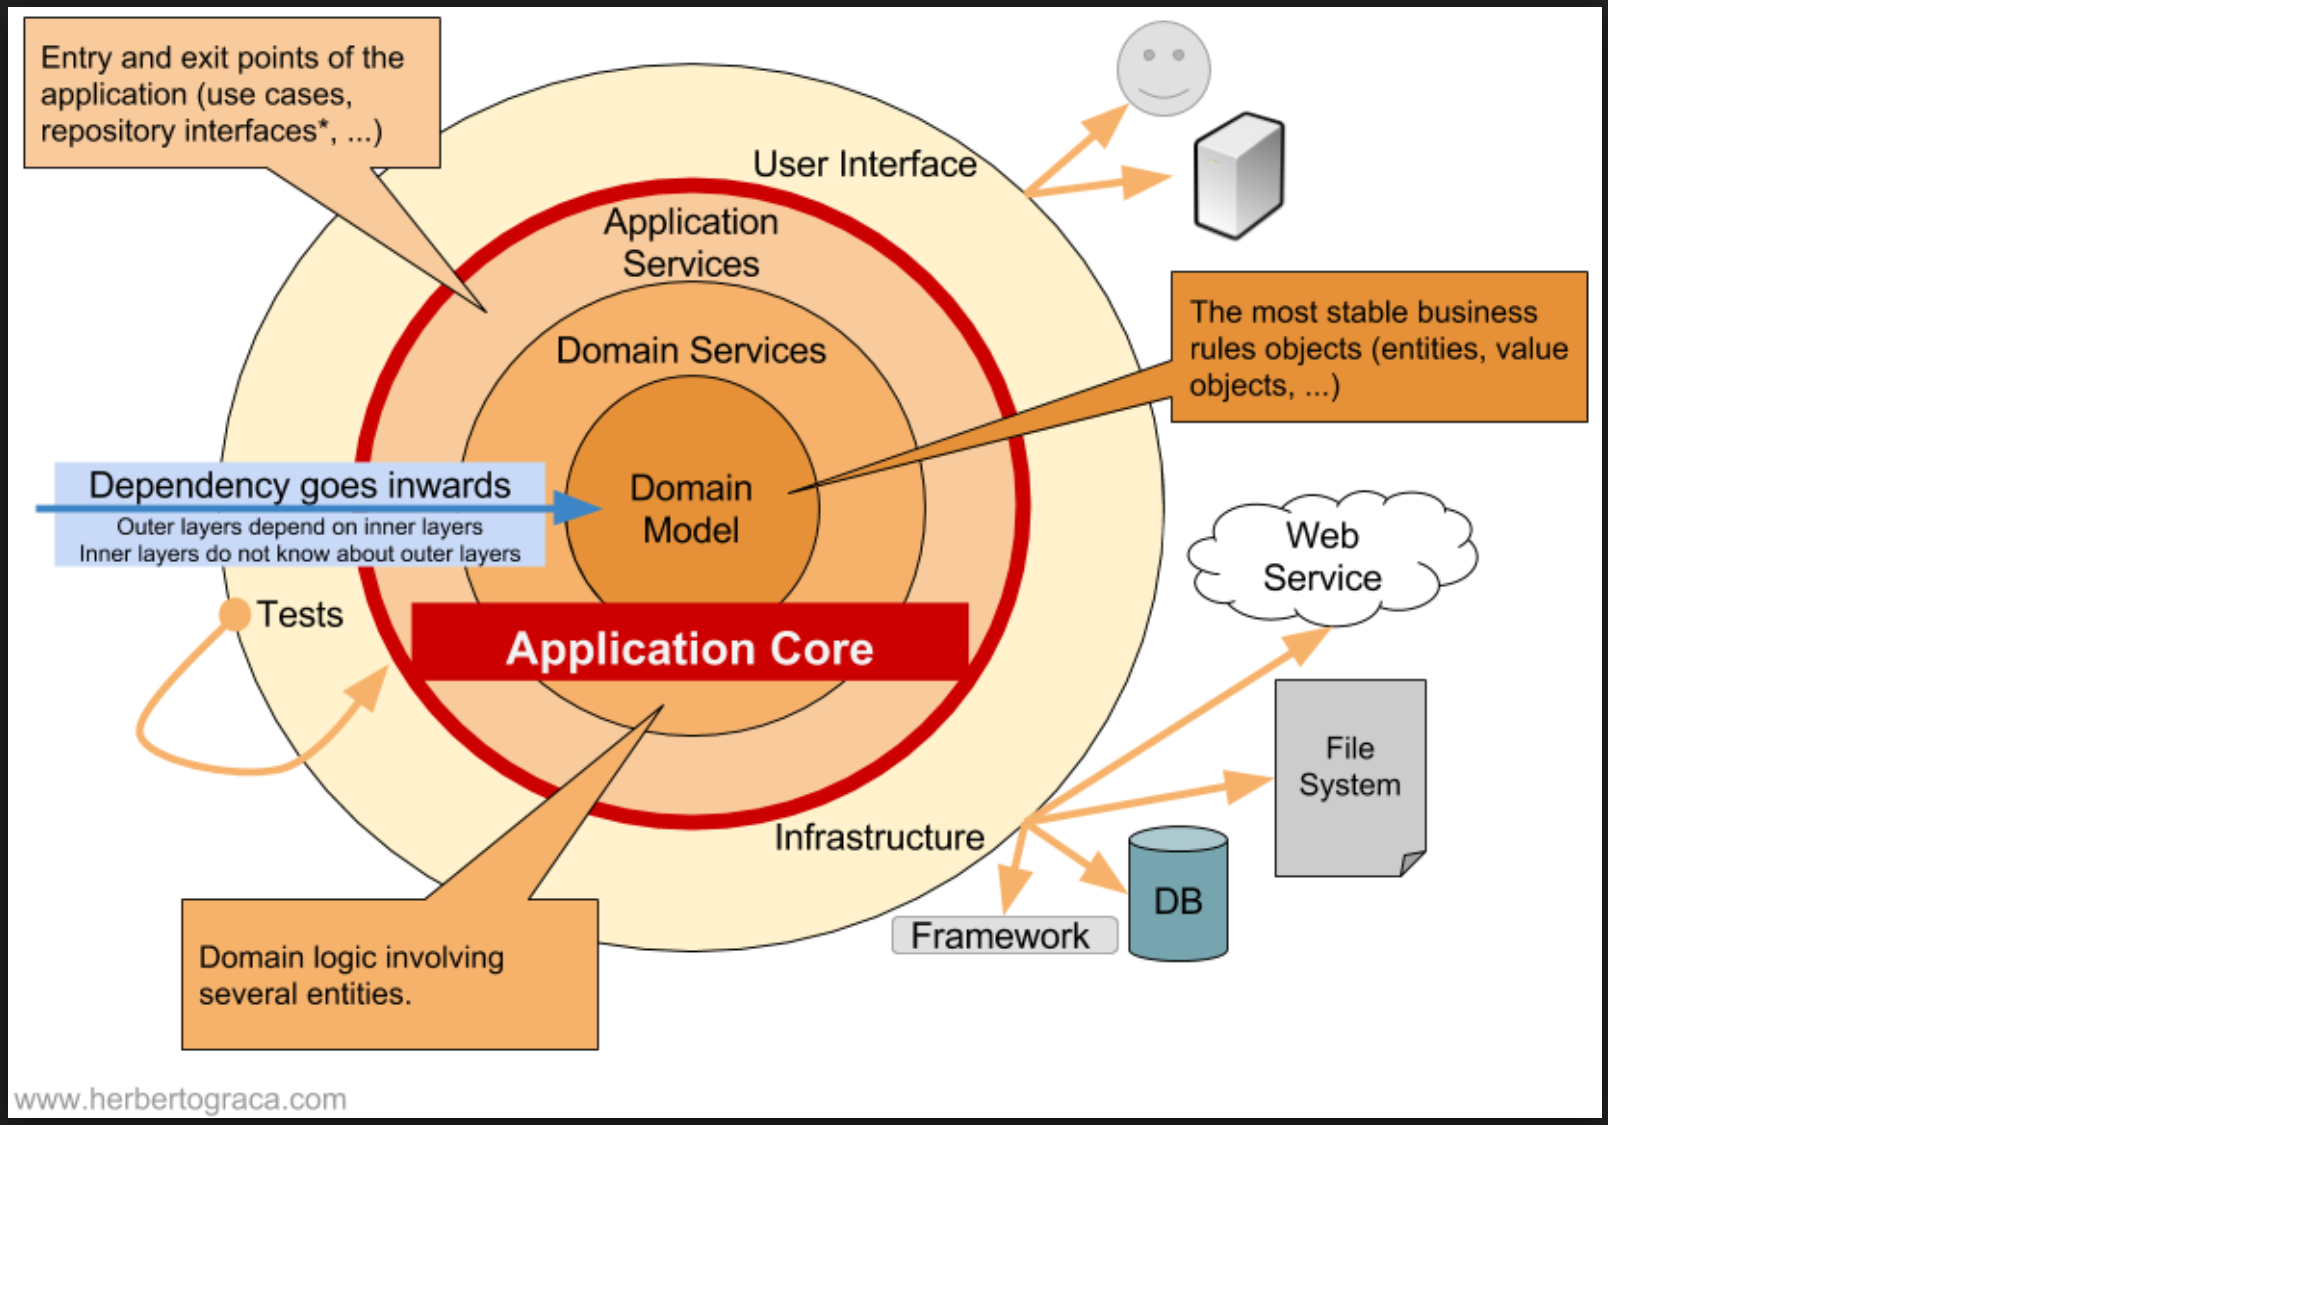 Entry and exit points of the
application (use cases,
repository interfaces*, ...)
User Interface
Application
Services
The most stable business
rules objects (entities, value
objects, ...)
Domain Services
Dependency goes inwards
Outer layers depend on inner layers
Inner layers do not know about outer layers
Domain
Model
Web
Service
Tests
Application Core
File
System
Infrastructure
DB
Framework
Domain logic involving
several entities.
www.herbertograca.com